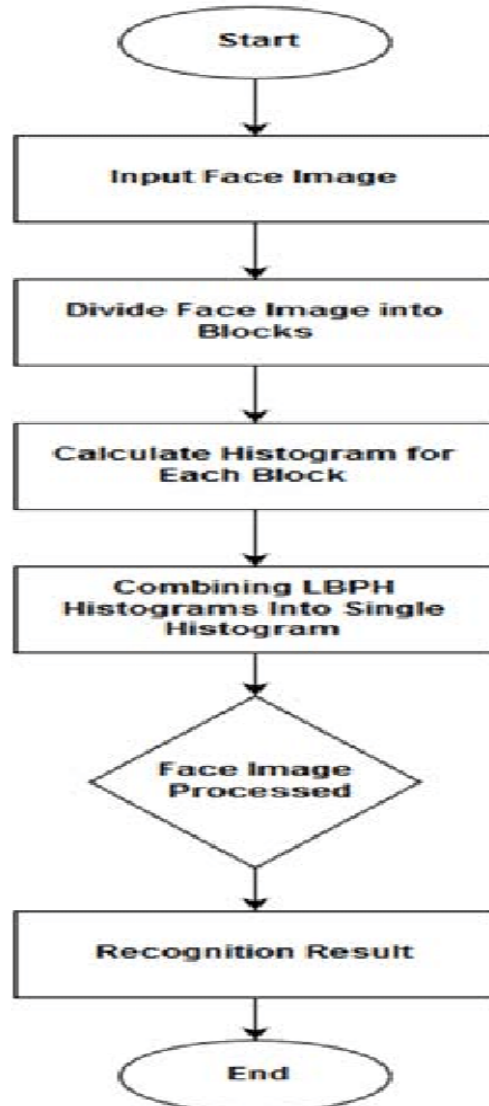 Start
Input Face Image
Divide Face Image into
Blocks
Calculate Histogram for
Each Block
Combining LBPH
Histograms Into Single
Histogram
Face Image
Processed
Recognition Result
End